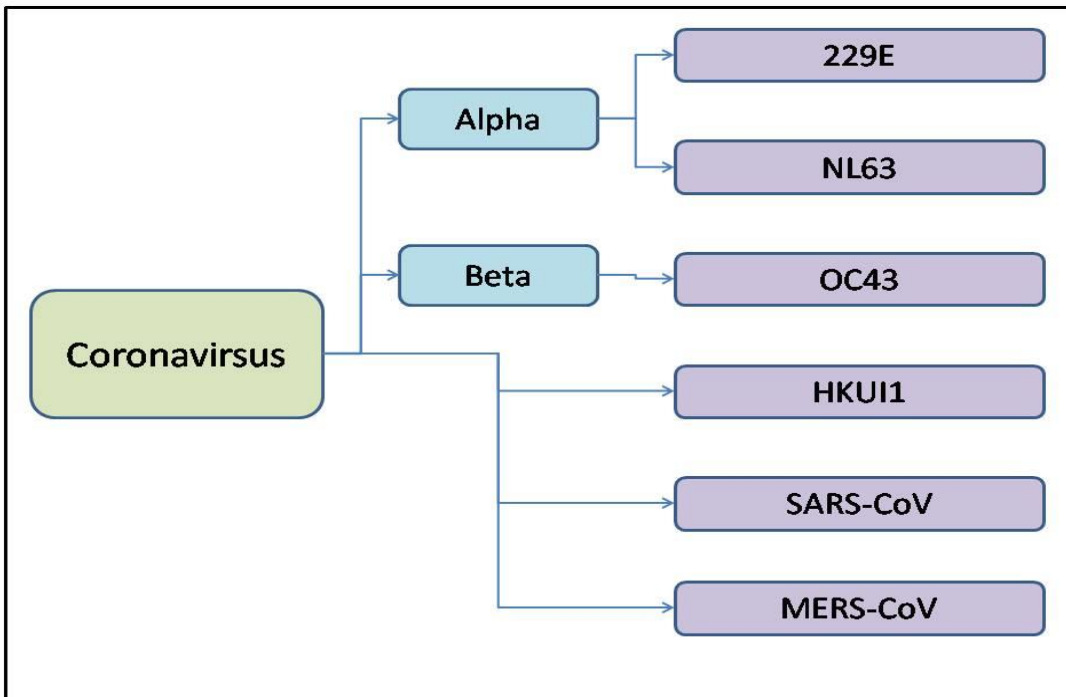 229E
Alpha
NL63
Beta
OC43
Coronavirsus
HKUI1
SARS-CoV
MERS-CoV